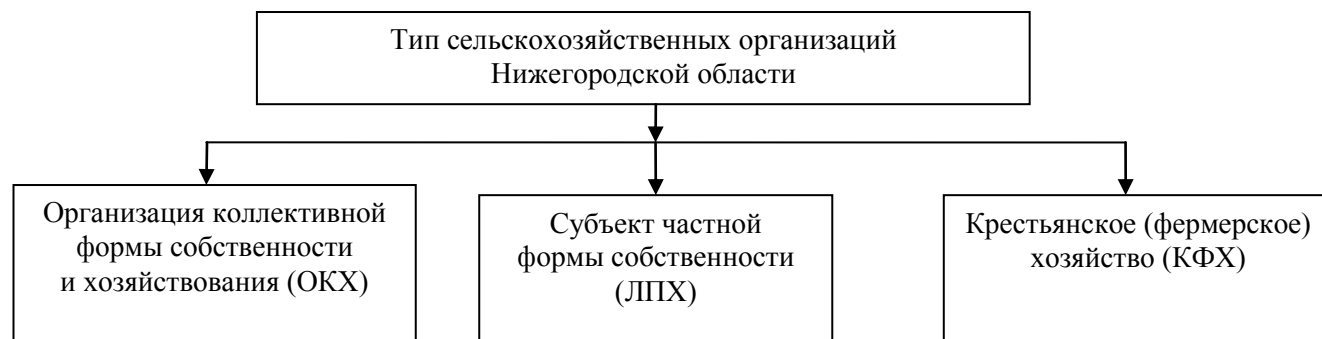 Тип сельскохозяйственных организаций
Нижегородской области
Организация коллективной
формы собственности
и хозяйствования (ОКХ)
Субъект частной
формы собственности
(ЛПХ)
Крестьянское (фермерское)
хозяйство (КФХ)